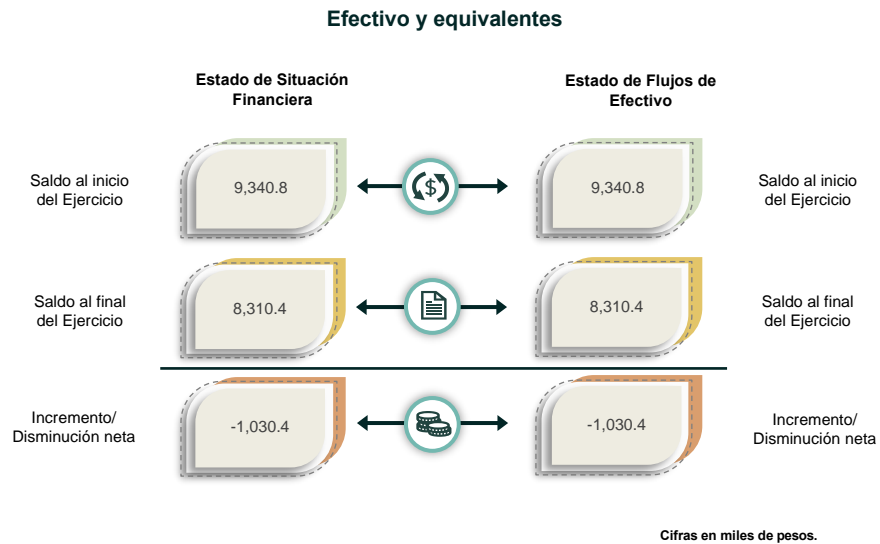 Efectivo y equivalentes
Estado de Situación
Financiera
Estado de Flujos de
Efectivo
Saldo al inicio
del Ejercicio
9,340.8
$
9,340.8
Saldo al inicio
del Ejercicio
Saldo al final
del Ejercicio
8,310.4
8,310.4
Saldo al final
del Ejercicio
Incremento/
Disminución neta
-1,030.4
-1,030.4
Incremento/
Disminución neta
Cifras en miles de pesos.